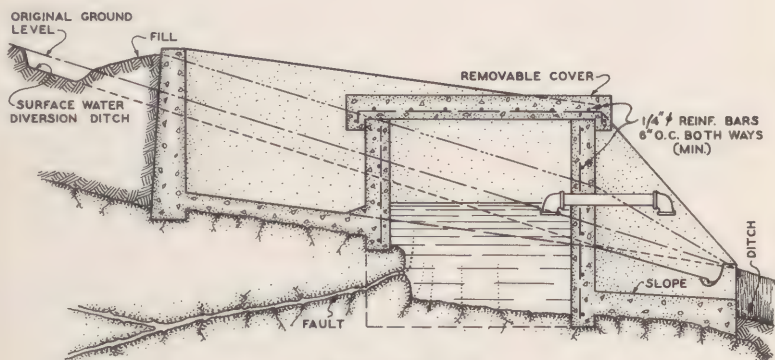 ORIGINAL GROUND
LEVEL
FILL
SURFACE WATER
DIVERSION DITCH
REMOVABLE COVER
1/4" ϕ REINF. BARS
6" O.C. BOTH WAYS
(MIN.)
DITCH
SLOPE
FAULT